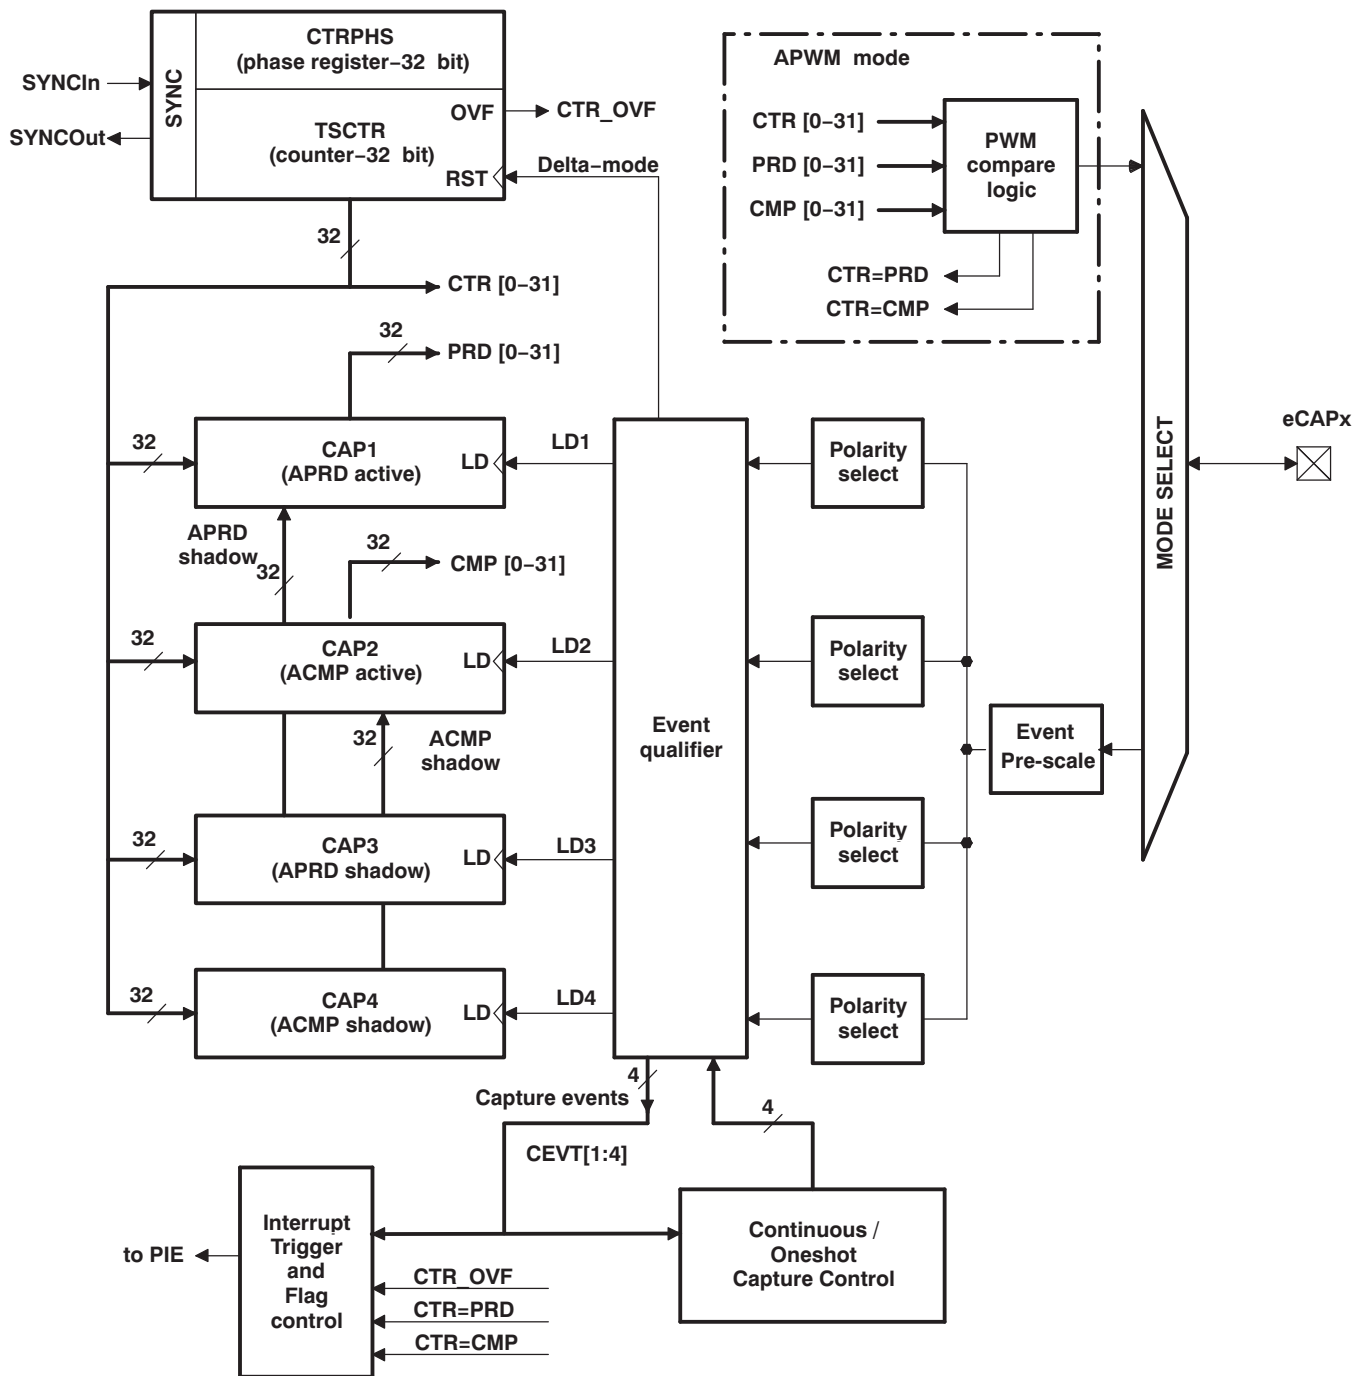 CTRPHS
(phase register−32 bit)
SYNC
SYNCIn
SYNCOut
TSCTR
(counter−32 bit)
OVF
RST
CTR_OVF
Delta−mode
APWM mode
CTR [0−31]
PRD [0−31]
CMP [0−31]
PWM
compare
logic
CTR=PRD
CTR=CMP
32
CTR [0−31]
32
PRD [0−31]
32
CAP1
(APRD active)
LD
LD1
Polarity
select
eCAPx
MODE SELECT
APRD
shadow
32
32
CMP [0−31]
32
CAP2
(ACMP active)
LD
LD2
Polarity
select
32
ACMP
shadow
Event
qualifier
Event
Pre-scale
32
CAP3
(APRD shadow)
LD
LD3
Polarity
select
32
CAP4
(ACMP shadow)
LD
LD4
Polarity
select
4
Capture events
4
CEVT[1:4]
Interrupt
Trigger
and
Flag
control
to PIE
CTR_OVF
CTR=PRD
CTR=CMP
Continuous /
Oneshot
Capture Control